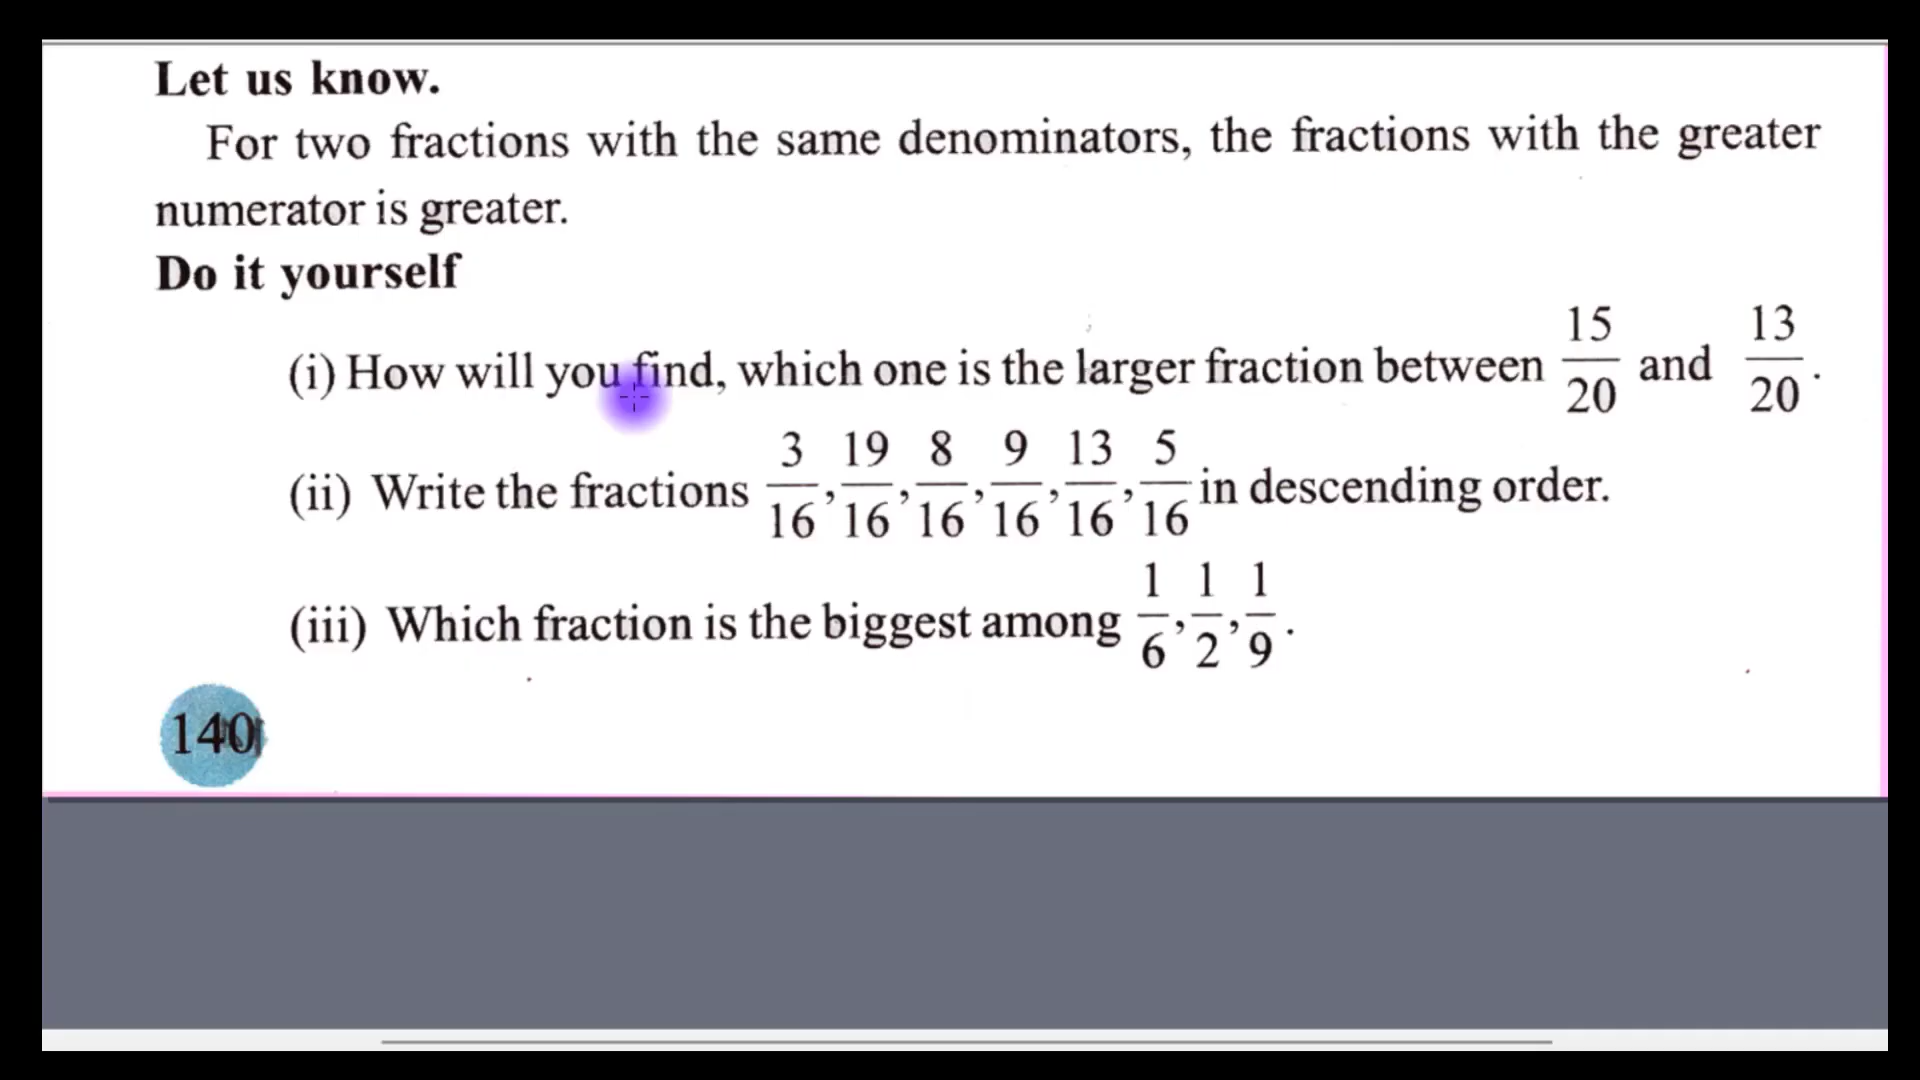 Let us know.
For two fractions with the same denominators, the fractions with the greater
numerator is greater.
Do it yourself
(i) How will you find, which one is the larger fraction between 15/20 and 13/20.
(ii) Write the fractions 3/16, 19/16, 8/16, 9/16, 13/16, 5/16 in descending order.
(iii) Which fraction is the biggest among 1/6, 1/2, 1/9.
140